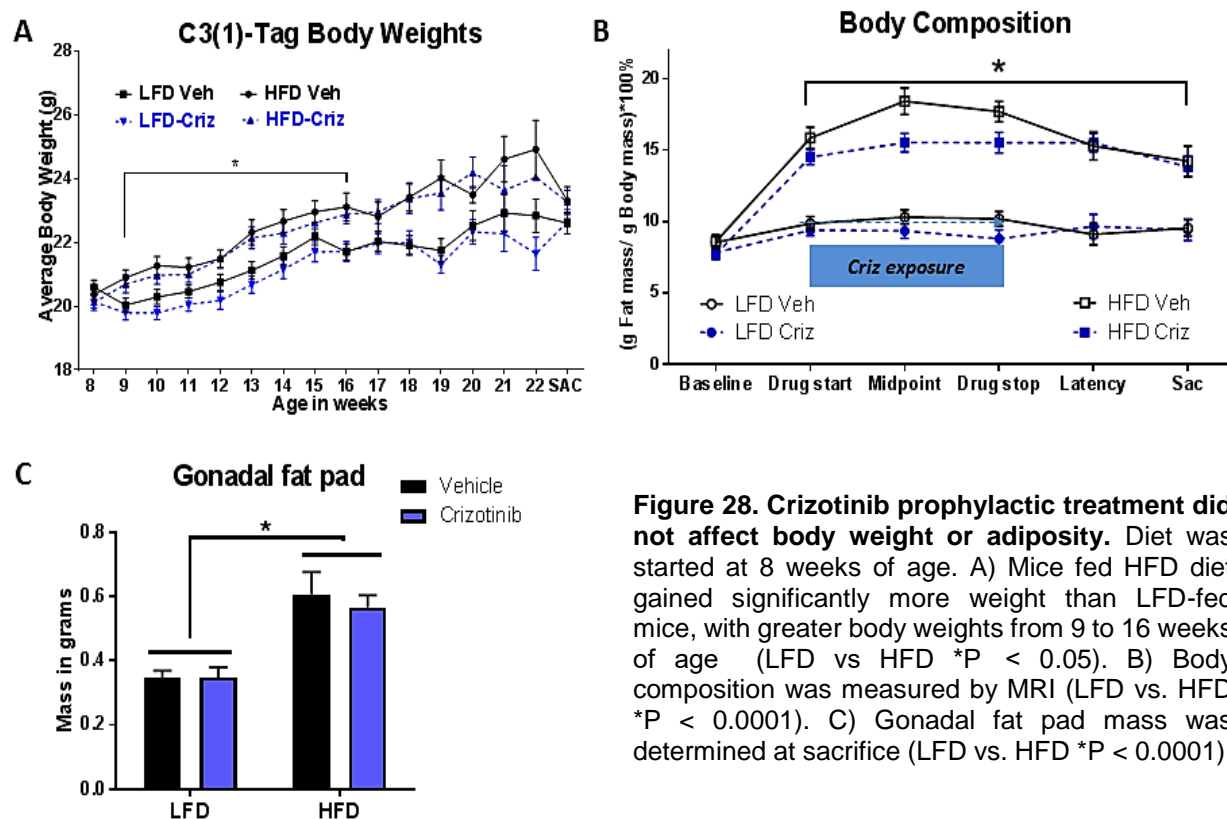 A
C3(1)-Tag Body Weights
Average Body Weight (g)
28
26
24
22
20
18
LFD Veh
HFD Veh
LFD-Criz
HFD-Criz
*
8 9 10 11 12 13 14 15 16 17 18 19 20 21 22 SAC
Age in weeks
B
Body Composition
(g Fat mass/ g Body mass)*100%
20
15
10
5
0
*
Criz exposure
LFD Veh
HFD Veh
LFD Criz
HFD Criz
Baseline Drug start Midpoint Drug stop Latency Sac
C
Gonadal fat pad
Vehicle
Crizotinib
Mass in grams
0.8
0.6
0.4
0.2
0.0
*
LFD HFD
Figure 28. Crizotinib prophylactic treatment did
not affect body weight or adiposity. Diet was
started at 8 weeks of age. A) Mice fed HFD diet
gained significantly more weight than LFD-fed
mice, with greater body weights from 9 to 16 weeks
of age (LFD vs HFD *P < 0.05). B) Body
composition was measured by MRI (LFD vs. HFD
*P < 0.0001). C) Gonadal fat pad mass was
determined at sacrifice (LFD vs. HFD *P < 0.0001)